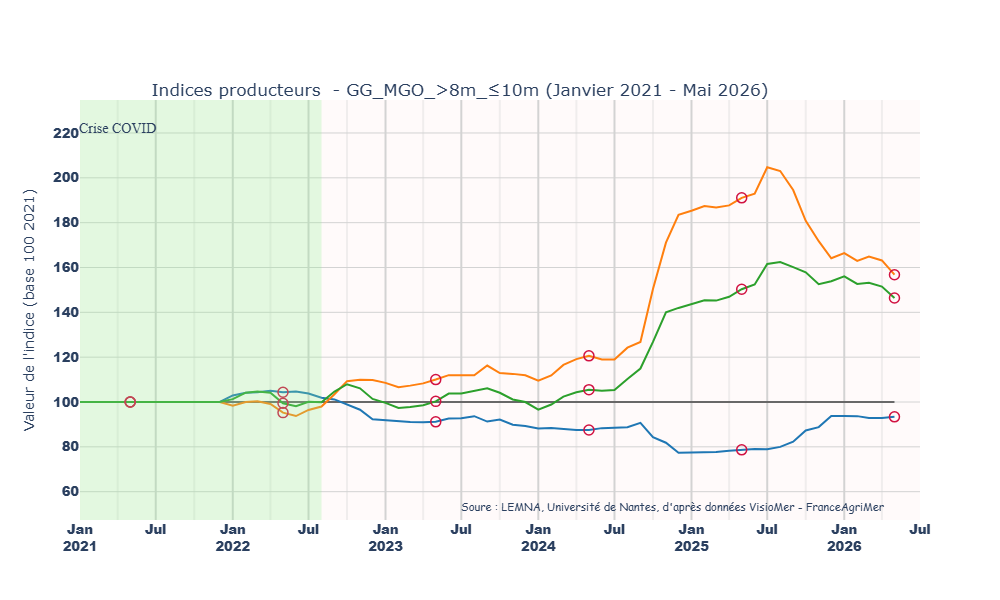 Indices producteurs - GG_MGO_>8m_≤10m (Janvier 2021 - Mai 2026)
Crise COVID
Valeur de l'indice (base 100 2021)
220
200
180
160
140
120
100
80
60
Soure : LEMNA, Université de Nantes, d'après données VisioMer - FranceAgriMer
Jan Jul Jan Jul Jan Jul Jan Jul Jan Jul Jan Jul
2021 2022 2023 2024 2025 2026